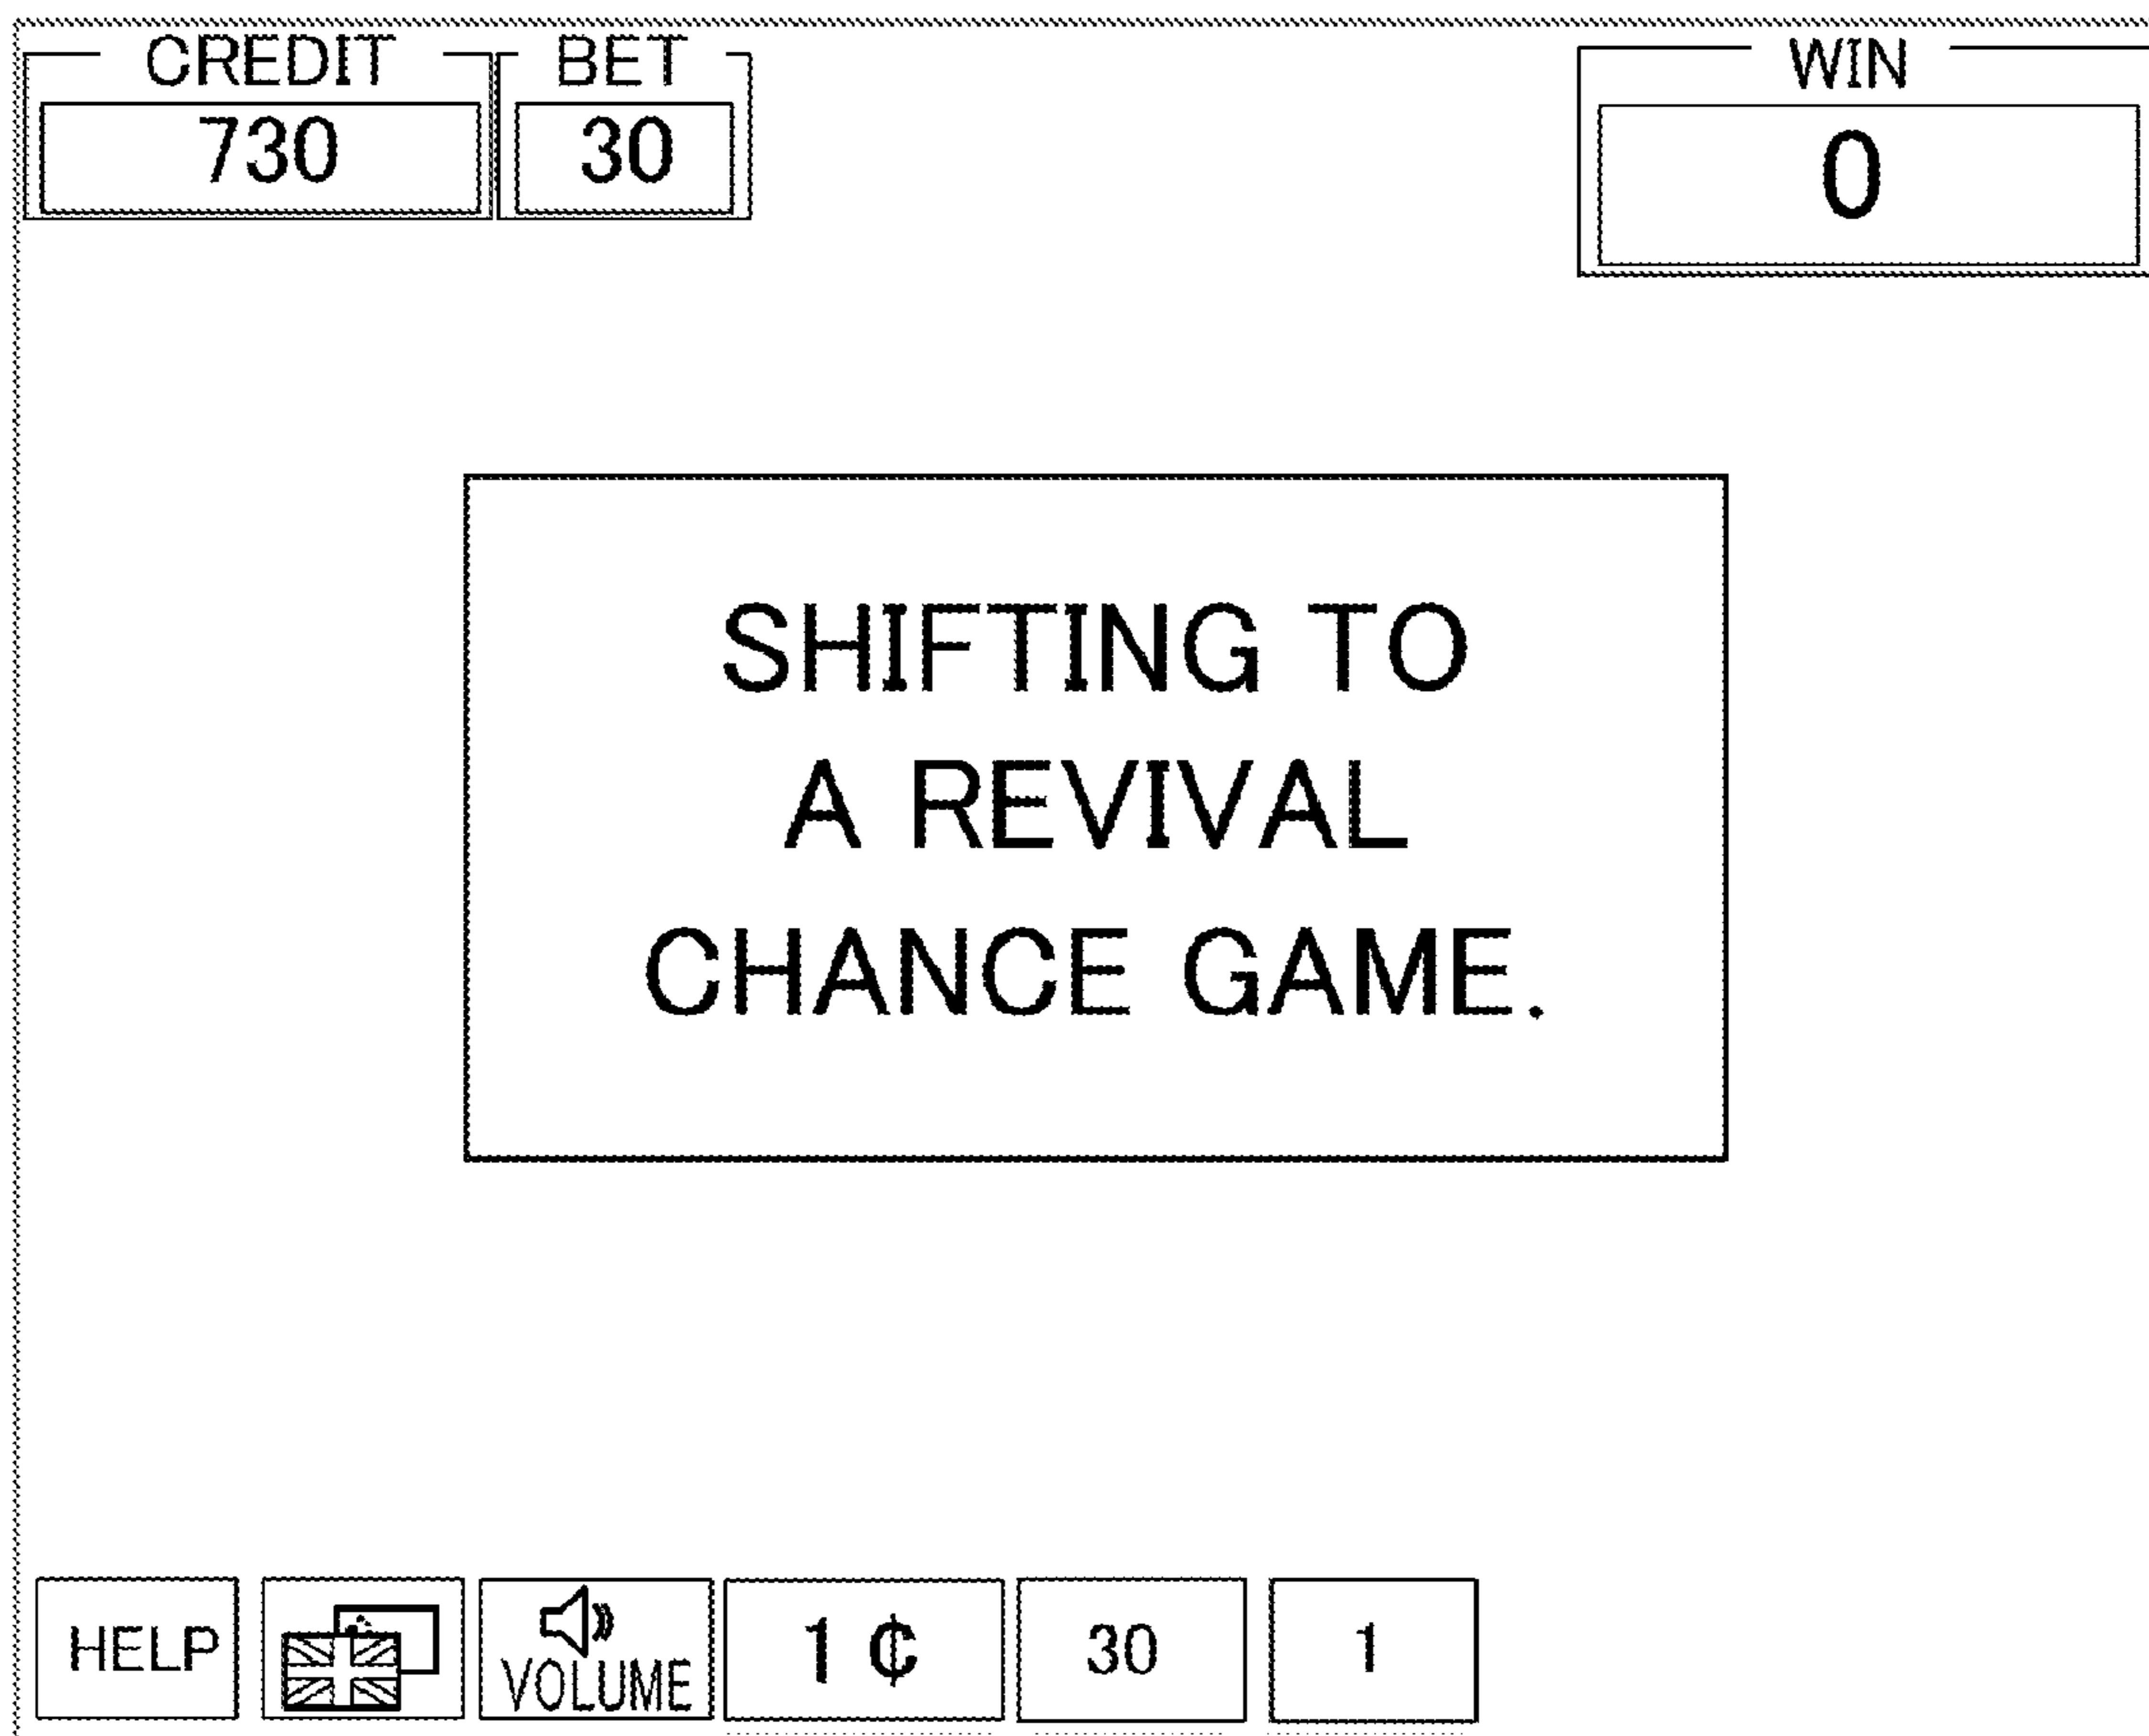 CREDIT BET WIN
730 30 0
SHIFTING TO
A REVIVAL
CHANCE GAME.
HELP VOLUME 1 ¢ 30 1